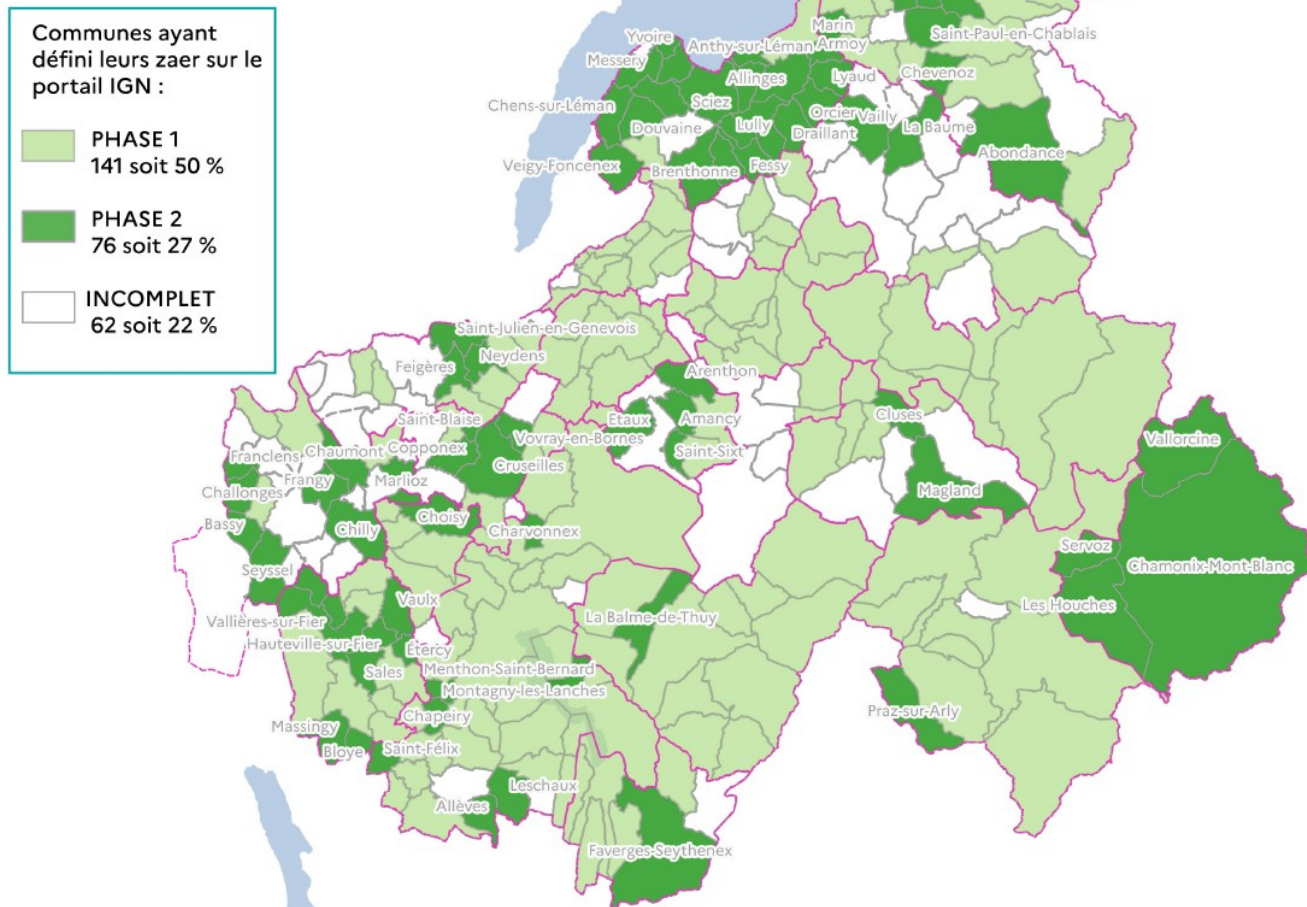 Communes ayant
défini leurs zaer sur le
portail IGN :
PHASE 1
141 soit 50 %
PHASE 2
76 soit 27 %
INCOMPLET
62 soit 22 %
Marin
Saint-Paul-en-Chablais
Yvoire
Anthy-sur-Léman
Armoy
Messery
Allinges
Lyaud
Chevenoz
Chens-sur-Léman
Sciez
Orcier
Vailly
Douvaine
Lully
Draillant
La Baume
Abondance
Veigy-Foncenex
Brenthonne
Fessy
Saint-Julien-en-Genevois
Neydens
Feigères
Arenthon
Saint-Blaise
Etaux
Amancy
Cluses
Vovray-en-Bornes
Vallorcine
Franclens
Chaumont
Copponex
Saint-Sixt
Cruseilles
Frangy
Marlioz
Challonges
Magland
Bassy
Chilly
Choisy
Charvonnex
Servoz
Seyssel
Chamonix-Mont-Blanc
Vaulx
Les Houches
Vallières-sur-Fier
La Balme-de-Thuy
Hauteville-sur-Fier
Étercy
Sales
Menthon-Saint-Bernard
Montagny-les-Lanches
Praz-sur-Arly
Chapeiry
Massingy
Bloye
Saint-Félix
Leschaux
Allèves
Faverges-Seythenex